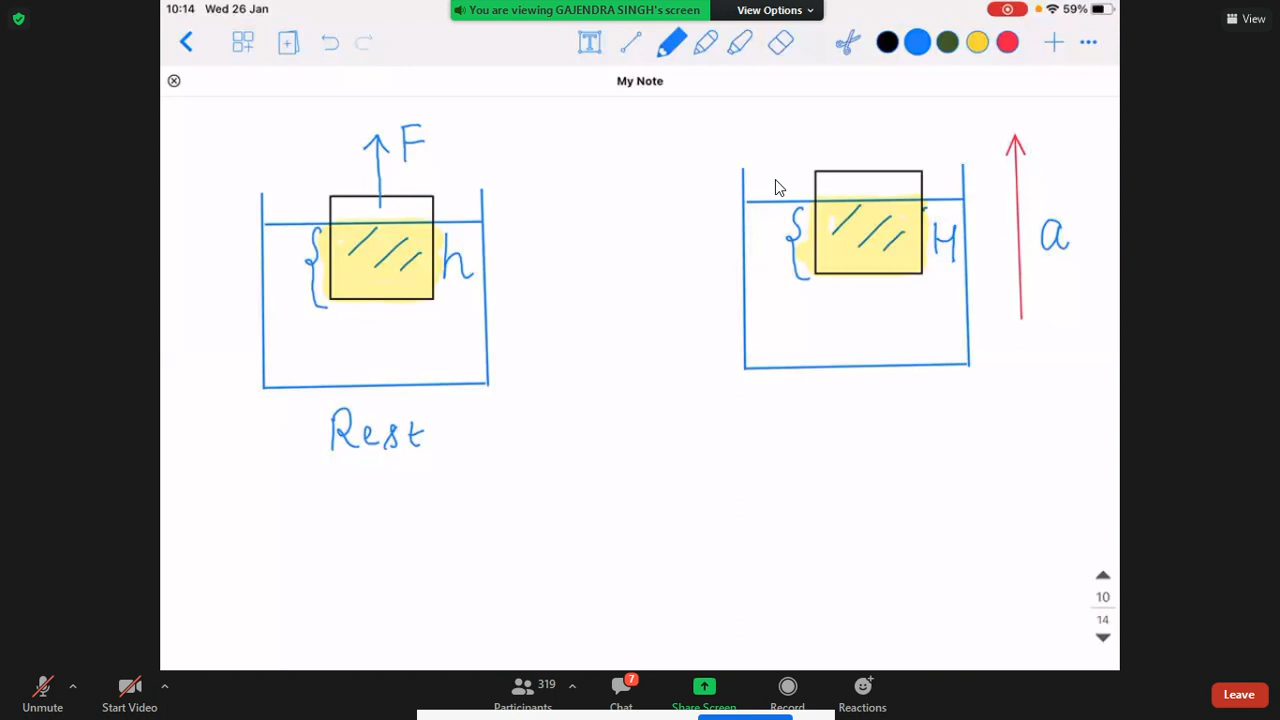 10:14 Wed 26 Jan
You are viewing GAJENDRA SINGH's screen
View Options
59%
View
T
My Note
F
h
Rest
H
a
10
14
Unmute
Start Video
319
Participants
7
Chat
Share Screen
Record
Reactions
Leave